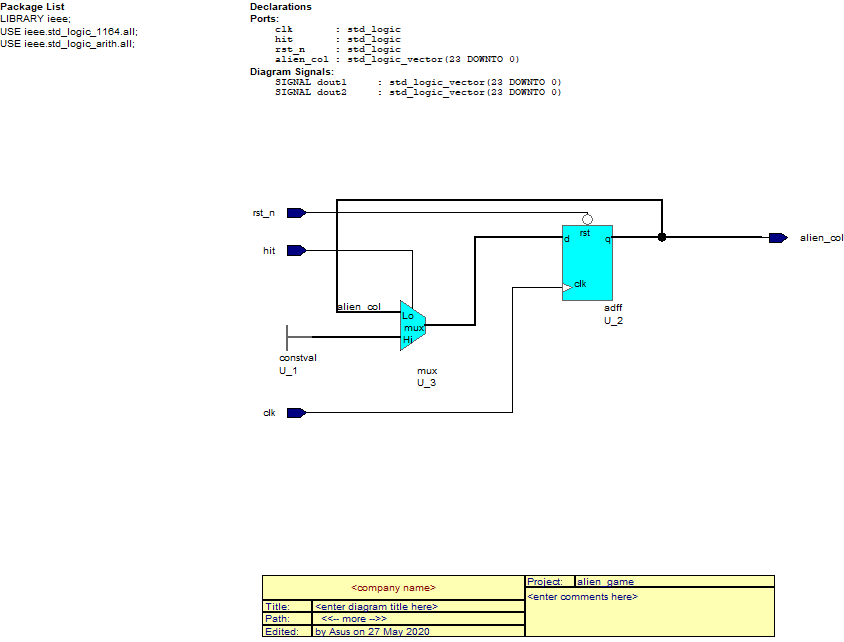 Package List
LIBRARY ieee;
USE ieee.std_logic_1164.all;
USE ieee.std_logic_arith.all;
Declarations
Ports:
clk : std_logic
hit : std_logic
rst_n : std_logic
alien_col : std_logic_vector(23 DOWNTO 0)
Diagram Signals:
SIGNAL dout1 : std_logic_vector(23 DOWNTO 0)
SIGNAL dout2 : std_logic_vector(23 DOWNTO 0)
rst_n
rst
d
q
alien_col
hit
clk
alien_col
adff
U_2
Lo
mux
Hi
constval
U_1
mux
U_3
clk
<company name>
Project: alien_game
<enter comments here>
Title: <enter diagram title here>
Path: <<-- more -->>
Edited: by Asus on 27 May 2020